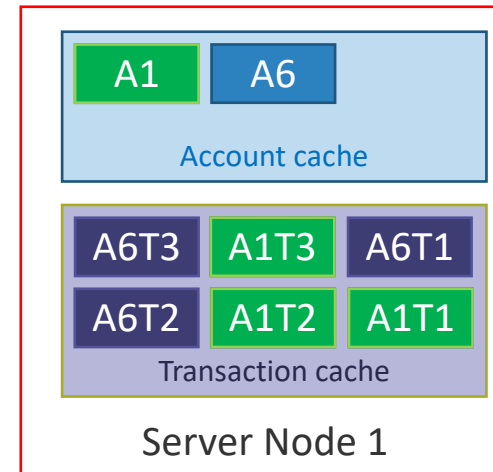 A1 A6
Account cache
A6T3 A1T3 A6T1
A6T2 A1T2 A1T1
Transaction cache
Server Node 1